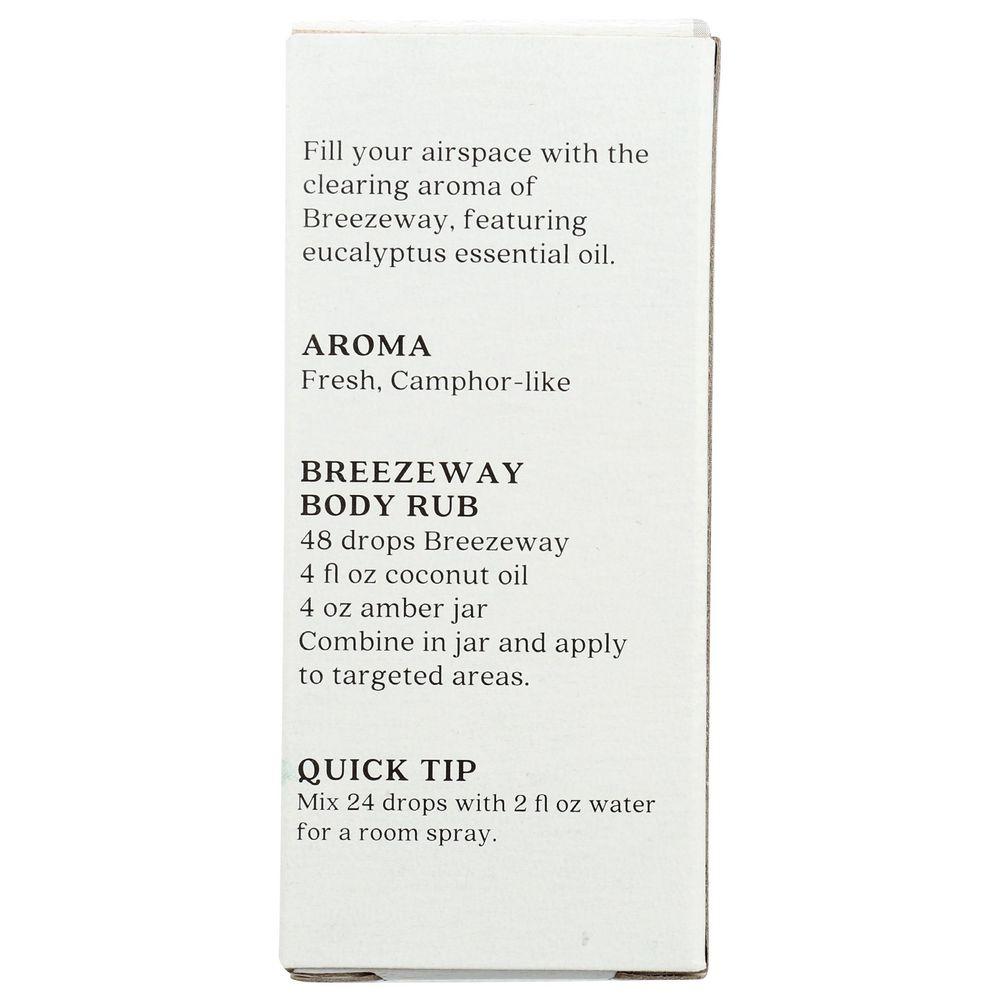 Fill your airspace with the
clearing aroma of
Breezeway, featuring
eucalyptus essential oil.
AROMA
Fresh, Camphor-like
BREEZEWAY
BODY RUB
48 drops Breezeway
4 fl oz coconut oil
4 oz amber jar
Combine in jar and apply
to targeted areas.
QUICK TIP
Mix 24 drops with 2 fl oz water
for a room spray.